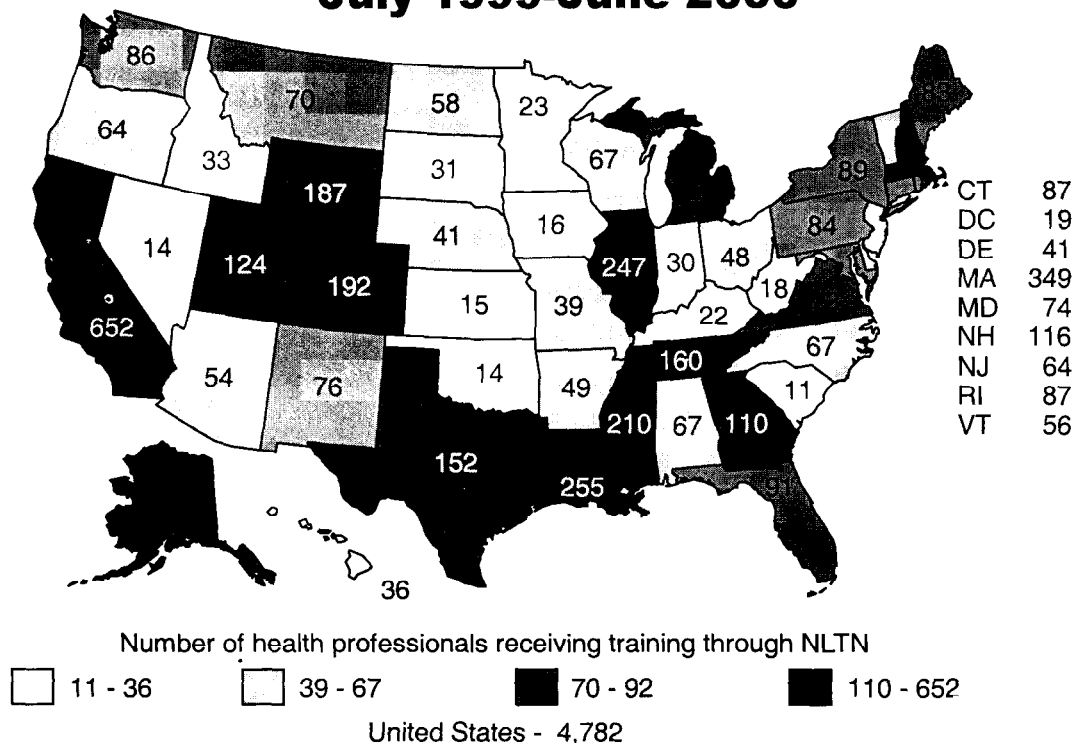 July 1999-June 2000
86
64
33
70
58
23
31
67
187
14
124
192
41
16
15
39
247
30
48
18
22
84
89
652
54
76
14
49
160
67
11
152
255
210
67
110
91
36
CT 87
DC 19
DE 41
MA 349
MD 74
NH 116
NJ 64
RI 87
VT 56
Number of health professionals receiving training through NLTN
11 - 36 39 - 67 70 - 92 110 - 652
United States - 4,782